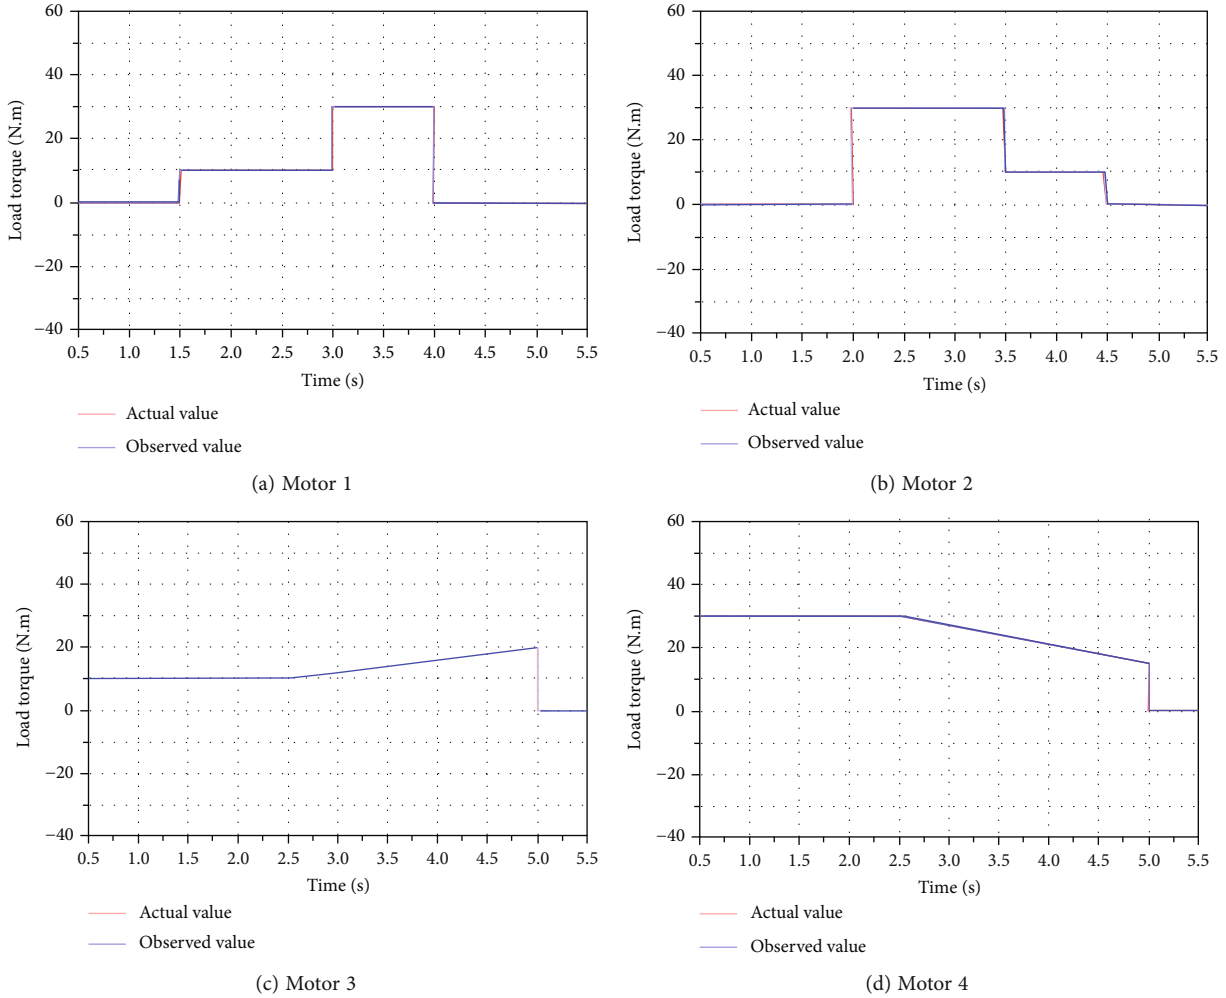 60
40
20
0
−20
−40
Load torque (N.m)
0.5 1.0 1.5 2.0 2.5 3.0 3.5 4.0 4.5 5.0 5.5
Time (s)
Actual value
Observed value
(a) Motor 1
60
40
20
0
−20
−40
Load torque (N.m)
0.5 1.0 1.5 2.0 2.5 3.0 3.5 4.0 4.5 5.0 5.5
Time (s)
Actual value
Observed value
(b) Motor 2
60
40
20
0
−20
−40
Load torque (N.m)
0.5 1.0 1.5 2.0 2.5 3.0 3.5 4.0 4.5 5.0 5.5
Time (s)
Actual value
Observed value
(c) Motor 3
60
40
20
0
−20
−40
Load torque (N.m)
0.5 1.0 1.5 2.0 2.5 3.0 3.5 4.0 4.5 5.0 5.5
Time (s)
Actual value
Observed value
(d) Motor 4